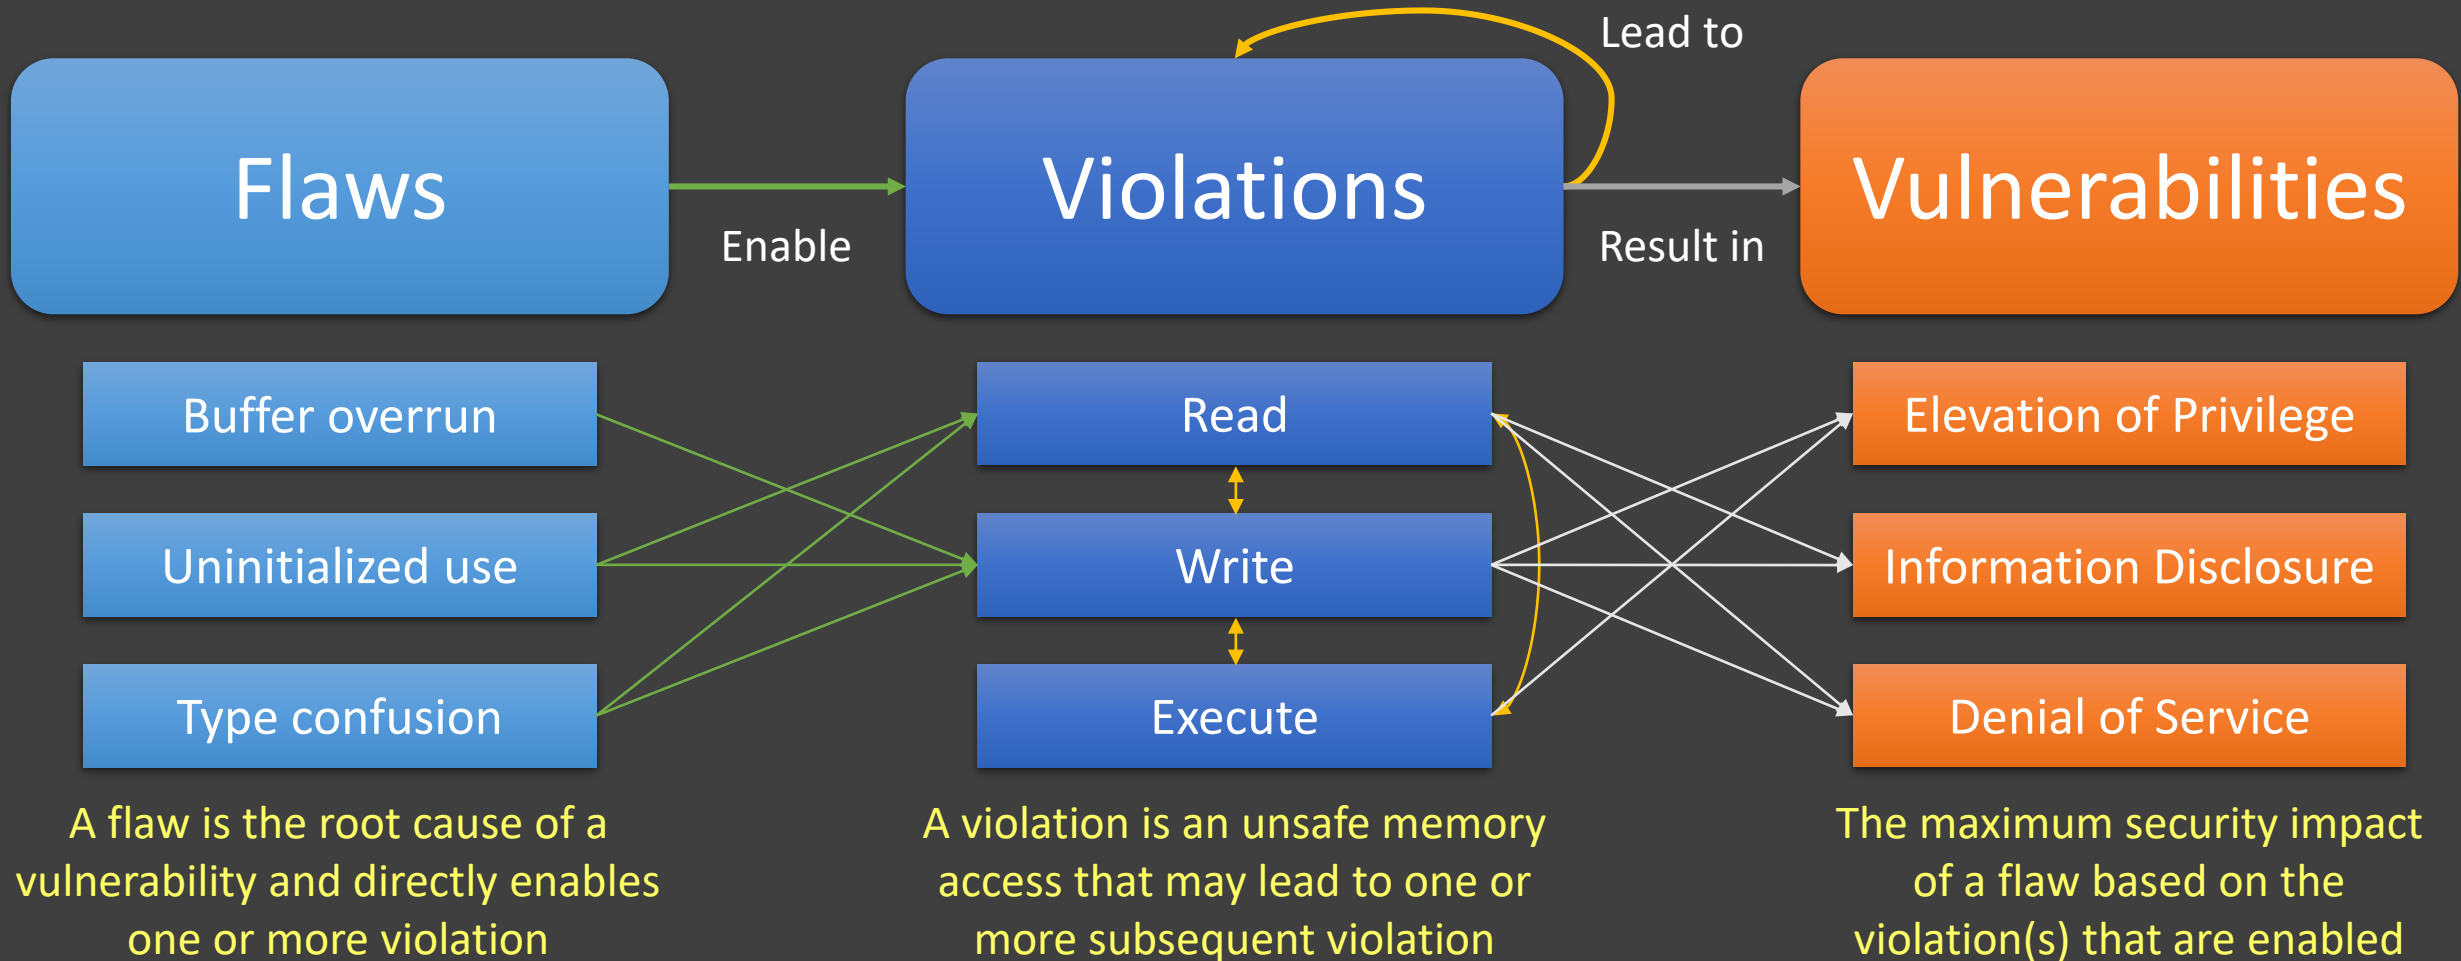 Lead to
Flaws
Violations
Vulnerabilities
Enable
Result in
Buffer overrun
Read
Elevation of Privilege
Uninitialized use
Write
Information Disclosure
Type confusion
Execute
Denial of Service
A flaw is the root cause of a
vulnerability and directly enables
one or more violation
A violation is an unsafe memory
access that may lead to one or
more subsequent violation
The maximum security impact
of a flaw based on the
violation(s) that are enabled